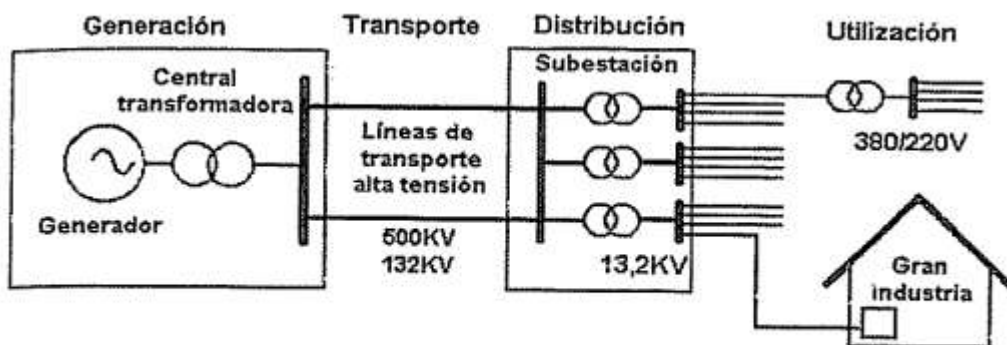 Generación
Transporte
Distribución
Utilización
Central
transformadora
Generador
Líneas de
transporte
alta tensión
500KV
132KV
Subestación
13,2KV
380/220V
Gran
industria